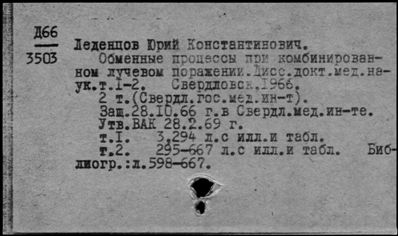 Д66
3503
Леденцов Юрий Константинович.
Обменные процессы при комбинирован-
ном лучевом поражении.Дисс.докт.мед.на-
ук.т.1-2. Свердловск.1966.
2 т.(Свердл.гос.мед.ин-т).
Защ.28.10.66 г.в Свердл.мед.ин-те.
Утв.ВАК 28.2.69 г.
т.1. 3,294 л.с илл.и табл.
т.2. 295-667 л.с илл.и табл. Биб-
лиогр.:л.598-667.